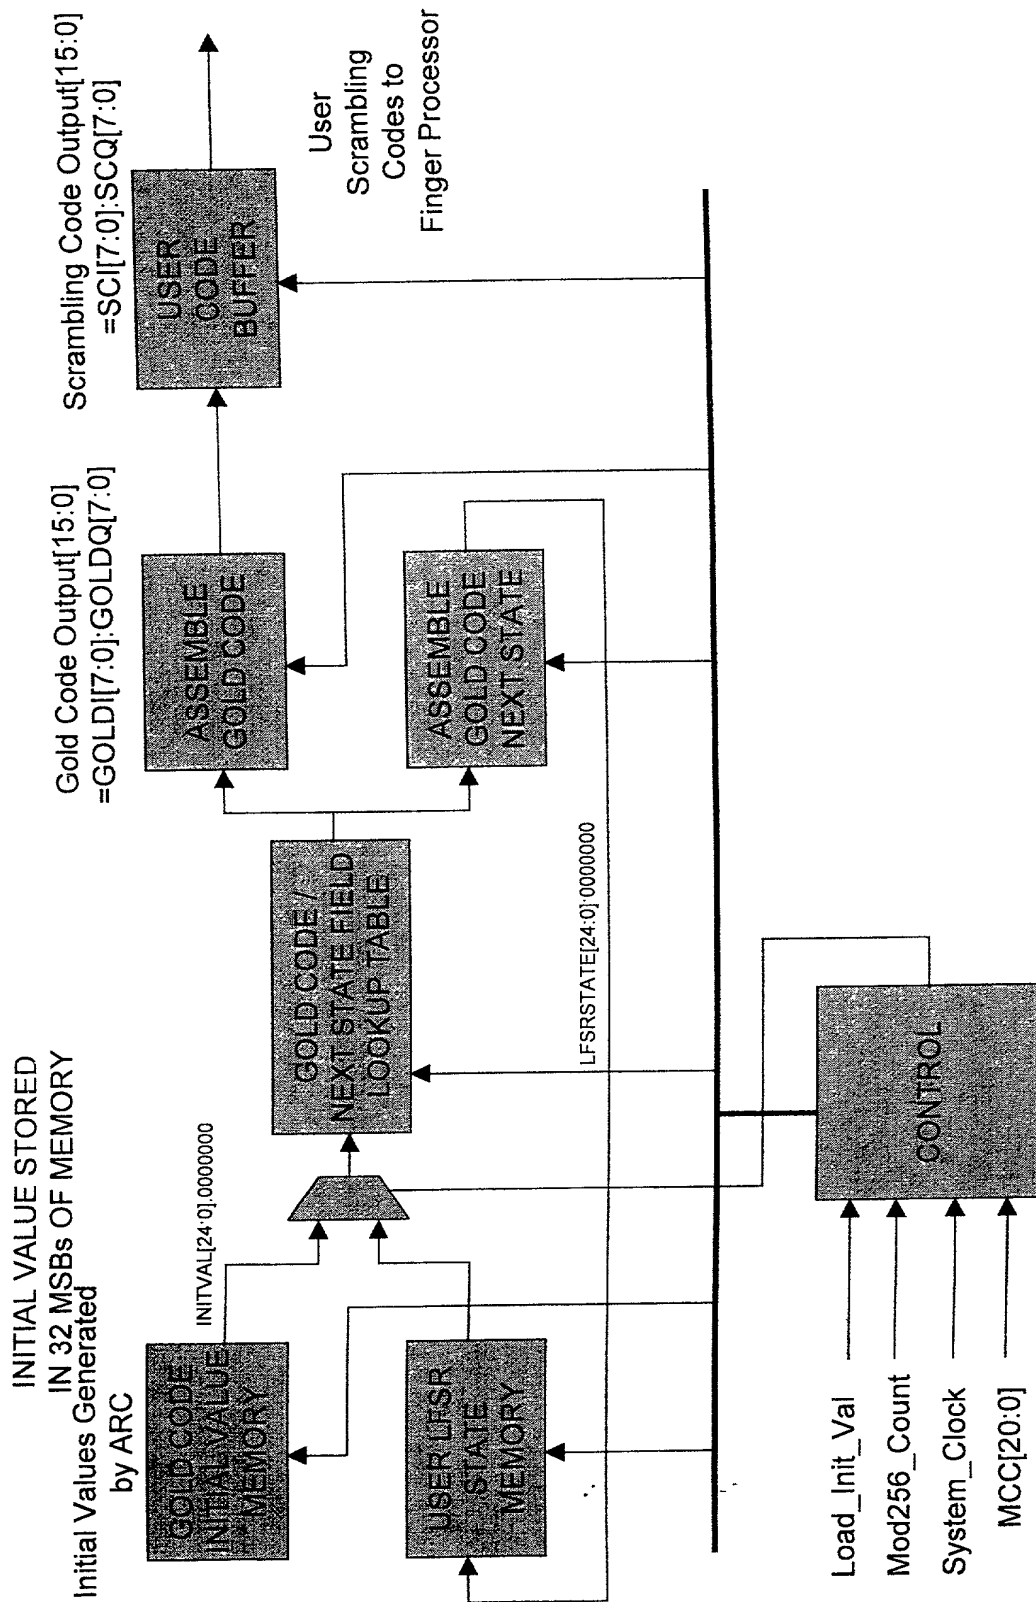 INITIAL VALUE STORED
IN 32 MSBs OF MEMORY
Initial Values Generated
by ARC
GOLD CODE
INITIAL VALUE
MEMORY
INITVAL[24:0]:0000000
USER LFSR
STATE
MEMORY
GOLD CODE /
NEXT STATE FIELD
LOOKUP TABLE
Gold Code Output[15:0]
=GOLDI[7:0]:GOLDQ[7:0]
ASSEMBLE
GOLD CODE
ASSEMBLE
GOLD CODE
NEXT STATE
LFSRSTATE[24:0]:0000000
Scrambling Code Output[15:0]
=SCI[7:0]:SCQ[7:0]
USER
CODE
BUFFER
User
Scrambling
Codes to
Finger Processor
CONTROL
Load_Init_Val
Mod256_Count
System_Clock
MCC[20:0]